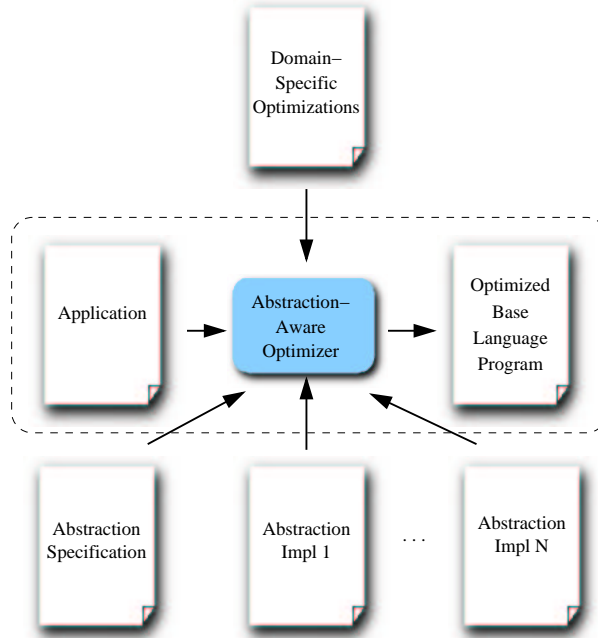 Domain–
Specific
Optimizations
Application
Abstraction–
Aware
Optimizer
Optimized
Base
Language
Program
Abstraction
Specification
Abstraction
Impl 1
. . .
Abstraction
Impl N